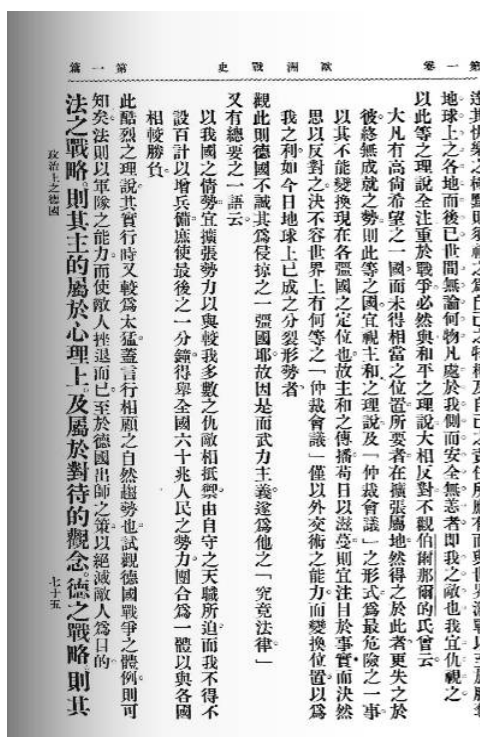 第一卷 歐洲戰史 第一篇
達其快樂之極點則須戰之爲自己之特權及自己之責任所應有而與世界激戰以至於
地球上之各地而後已世間無論何物凡處於我側而安全無恙者即我之敵也我宜仇視之
以此等之理說全注重於戰爭必然與和平之理說大相反對不觀伯爾那爾的氏曾云
大凡有高尙希望之一國而未得相當之位置所要者在擴張屬地然得之於此者更失之於
彼終無成就之勢則此等之國宜視主和之理說及「仲裁會議」之形式爲最危險之一事
以其不能變換現在各强國之定位也故主和之傳播苟日以滋蔓則宜注目於事實而決然
思以反對之決不容世界上有何等之「仲裁會議」僅以外交術之能力而變換位置以爲
我之利如今日地球上已成之分裂形勢者
觀此則德國不誠其爲侵掠之一彊國耶故因是而武力主義遂爲他之「究竟法律」
又有總要之一語云
以我國之情勢宜擴張勢力以與較我多數之仇敵相抵禦由自守之天職所迫而我不得不
設百計以增兵備庶使最後之一分鐘得舉全國六十兆人民之勢力團合爲一體以與各國
相較勝負
此酷烈之理說其實行時又較爲太猛蓋言行相顧之自然趨勢也試觀德國戰爭之體例則可
知矣法則以軍隊之能力而使敵人挫退而已至於德國出師之策以絕滅敵人爲目的
法之戰略則其主的屬於心理上及屬於對待的觀念德之戰略則其
政治上之德國
七十五